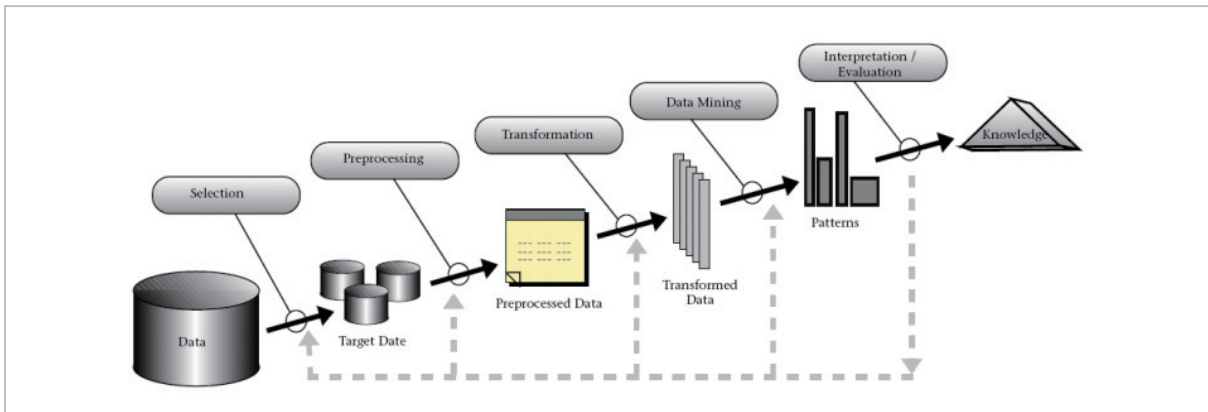 Interpretation /
Evaluation
Data Mining
Knowledge
Transformation
Preprocessing
Patterns
Selection
Transformed
Data
Preprocessed Data
Target Date
Data